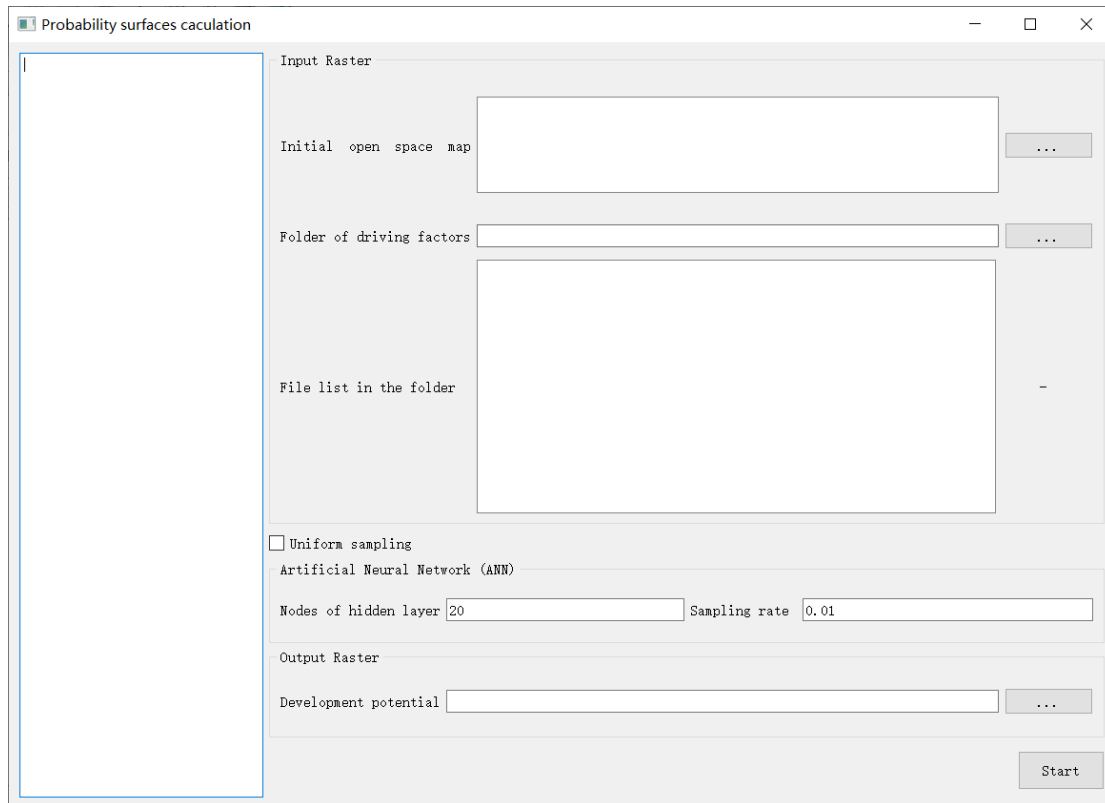 Probability surfaces caculation
Input Raster
Initial open space map
...
Folder of driving factors
...
File list in the folder
-
Uniform sampling
Artificial Neural Network (ANN)
Nodes of hidden layer 20 Sampling rate 0.01
Output Raster
Development potential
...
Start